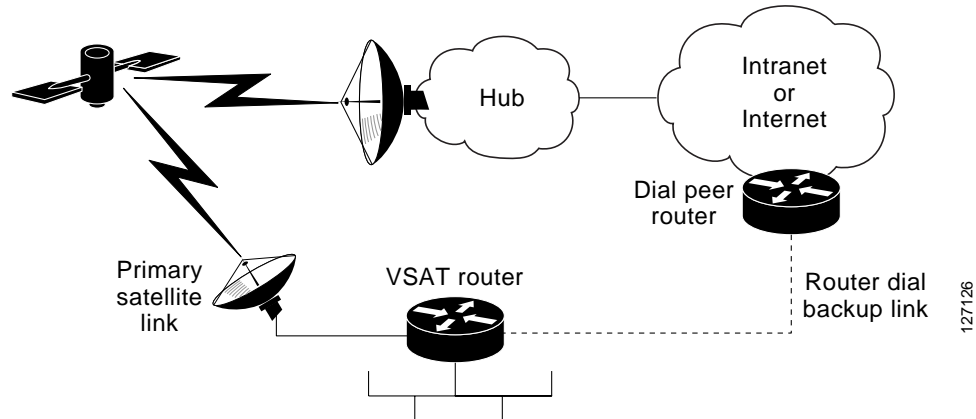 Hub
Intranet
or
Internet
Dial peer
router
Primary
satellite
link
VSAT router
Router dial
backup link
127126